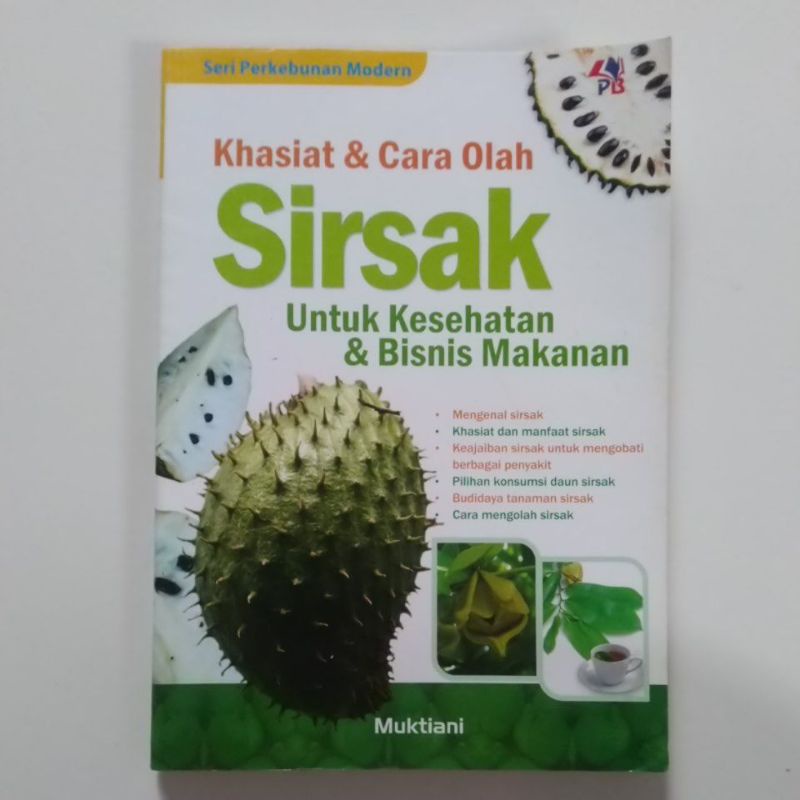 Seri Perkebunan Modern
PB
Khasiat & Cara Olah
Sirsak
Untuk Kesehatan
& Bisnis Makanan
• Mengenal sirsak
• Khasiat dan manfaat sirsak
• Keajaiban sirsak untuk mengobati
berbagai penyakit
• Pilihan konsumsi daun sirsak
• Budidaya tanaman sirsak
• Cara mengolah sirsak
Muktiani